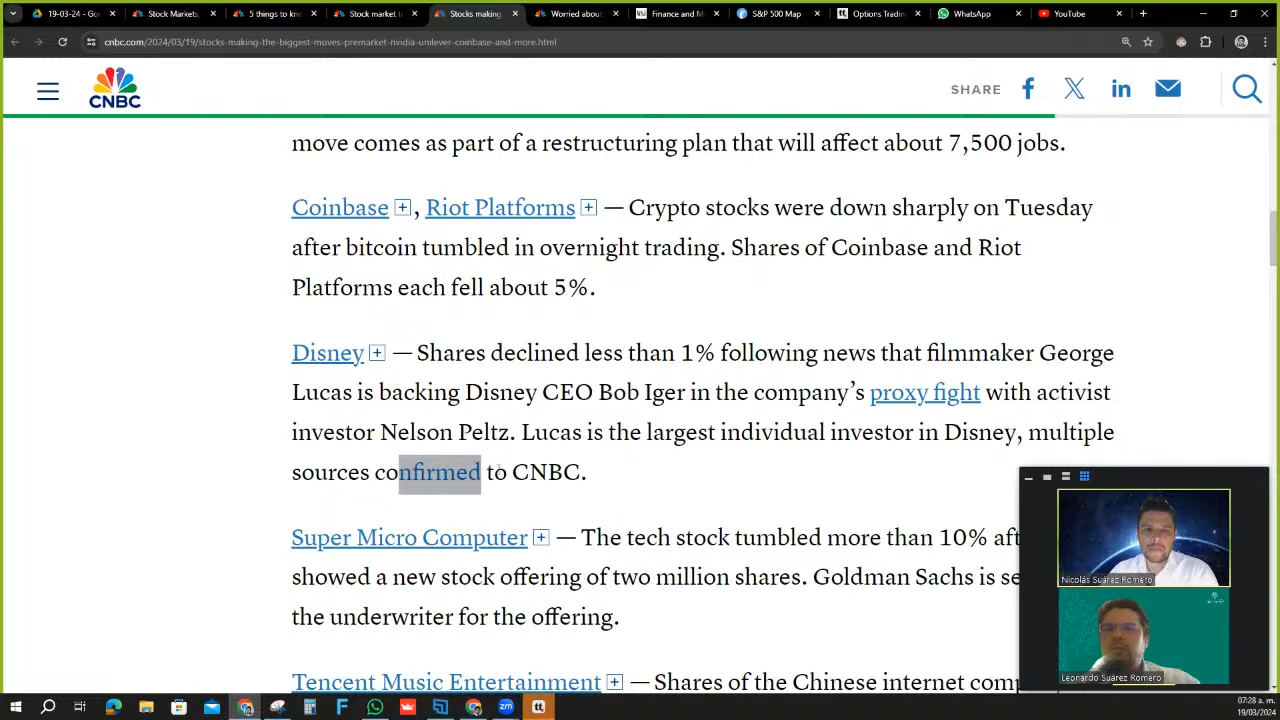 19-03-24 - Goo
Stock Markets,
5 things to kno
Stock market t
Stocks making
Worried about
Finance and M
S&P 500 Map
Options Tradin
WhatsApp
YouTube
cnbc.com/2024/03/19/stocks-making-the-biggest-moves-premarket-nvidia-unilever-coinbase-and-more.html
CNBC
SHARE
move comes as part of a restructuring plan that will affect about 7,500 jobs.
Coinbase + , Riot Platforms + — Crypto stocks were down sharply on Tuesday
after bitcoin tumbled in overnight trading. Shares of Coinbase and Riot
Platforms each fell about 5%.
Disney + — Shares declined less than 1% following news that filmmaker George
Lucas is backing Disney CEO Bob Iger in the company’s proxy fight with activist
investor Nelson Peltz. Lucas is the largest individual investor in Disney, multiple
sources confirmed to CNBC.
Super Micro Computer + — The tech stock tumbled more than 10% aft
showed a new stock offering of two million shares. Goldman Sachs is se
the underwriter for the offering.
Tencent Music Entertainment + — Shares of the Chinese internet com
Nicolás Suárez Romero
Leonardo Suárez Romero
07:28 a. m.
19/03/2024